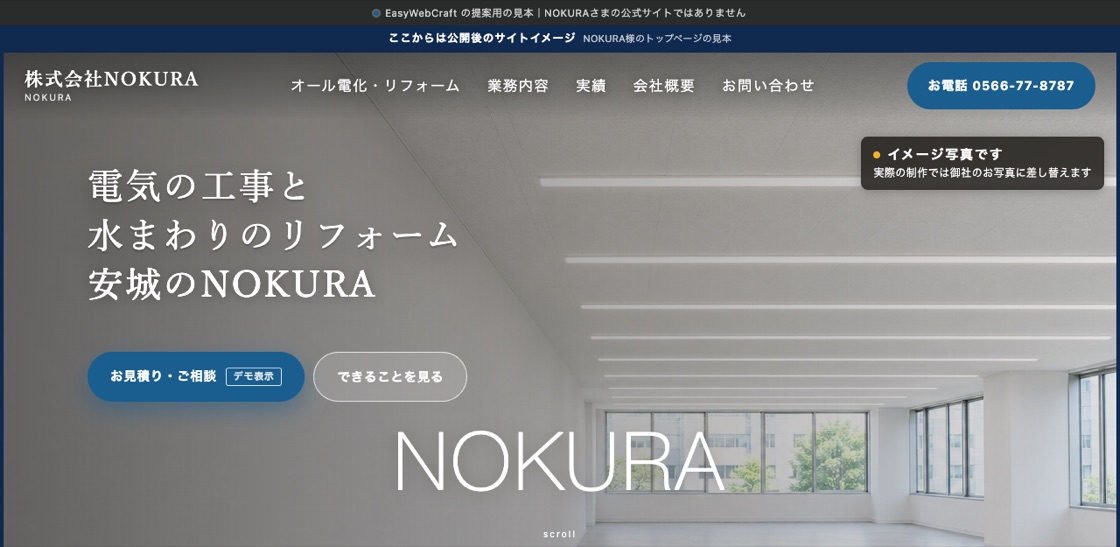 EasyWebCraft の提案用の見本｜NOKURAさまの公式サイトではありません
ここからは公開後のサイトイメージ NOKURA様のトップページの見本
株式会社NOKURA
NOKURA
オール電化・リフォーム 業務内容 実績 会社概要 お問い合わせ
お電話 0566-77-8787
イメージ写真です
実際の制作では御社のお写真に差し替えます
電気の工事と
水まわりのリフォーム
安城のNOKURA
お見積り・ご相談 デモ表示 できることを見る
NOKURA
scroll